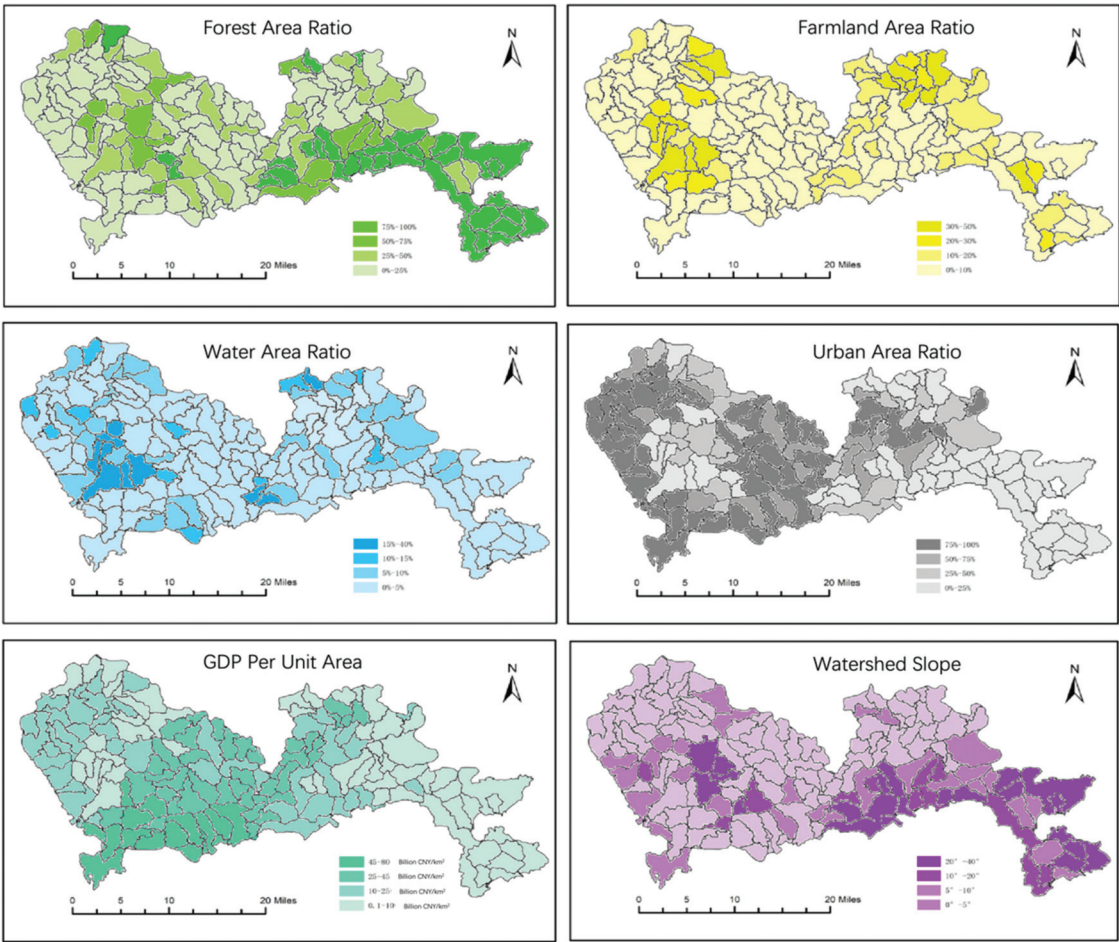 Forest Area Ratio
N
75%-100%
50%-75%
25%-50%
0%-25%
0 5 10 20 Miles
Farmland Area Ratio
N
30%-50%
20%-30%
10%-20%
0%-10%
0 5 10 20 Miles
Water Area Ratio
N
15%-40%
10%-15%
5%-10%
0%-5%
0 5 10 20 Miles
Urban Area Ratio
N
75%-100%
50%-75%
25%-50%
0%-25%
0 5 10 20 Miles
GDP Per Unit Area
N
45-80 Billion CNY/km²
25-45 Billion CNY/km²
10-25 Billion CNY/km²
0.1-10 Billion CNY/km²
0 5 10 20 Miles
Watershed Slope
N
20° -40°
10° -20°
5° -10°
0° -5°
0 5 10 20 Miles